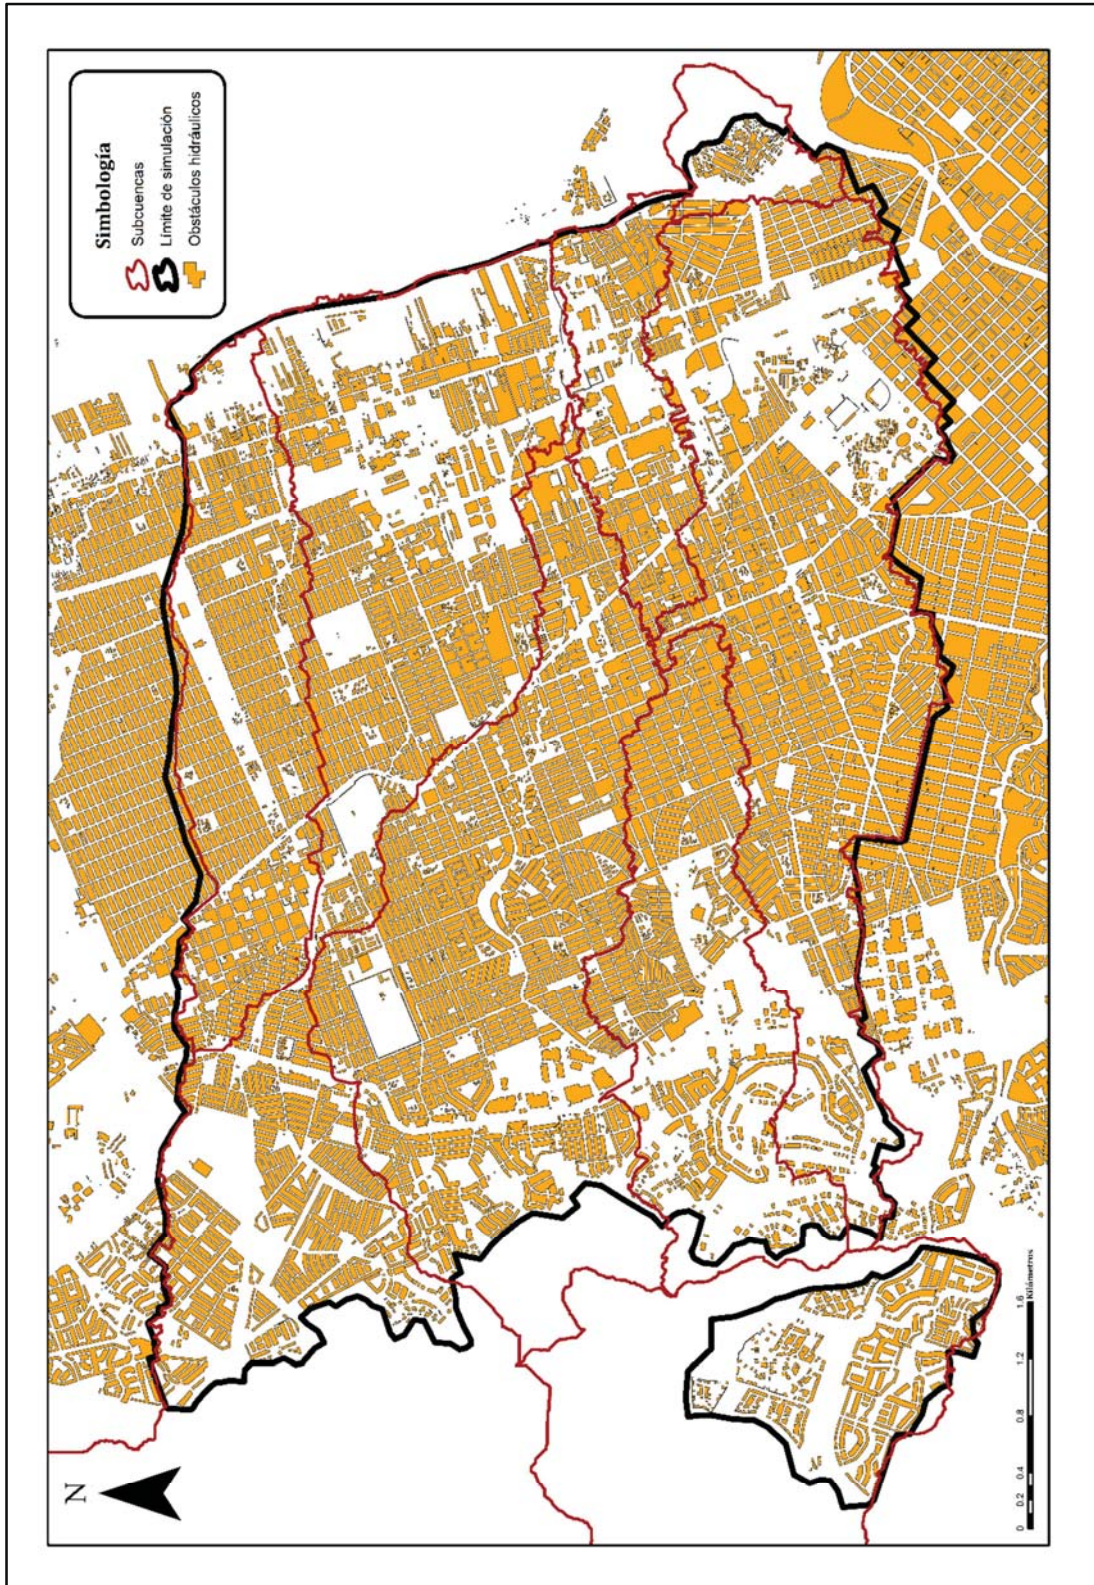 Simbología
Subcuencas
Límite de simulación
Obstáculos hidráulicos
N
0 0.2 0.4 0.8 1.2 1.6
Kilómetros